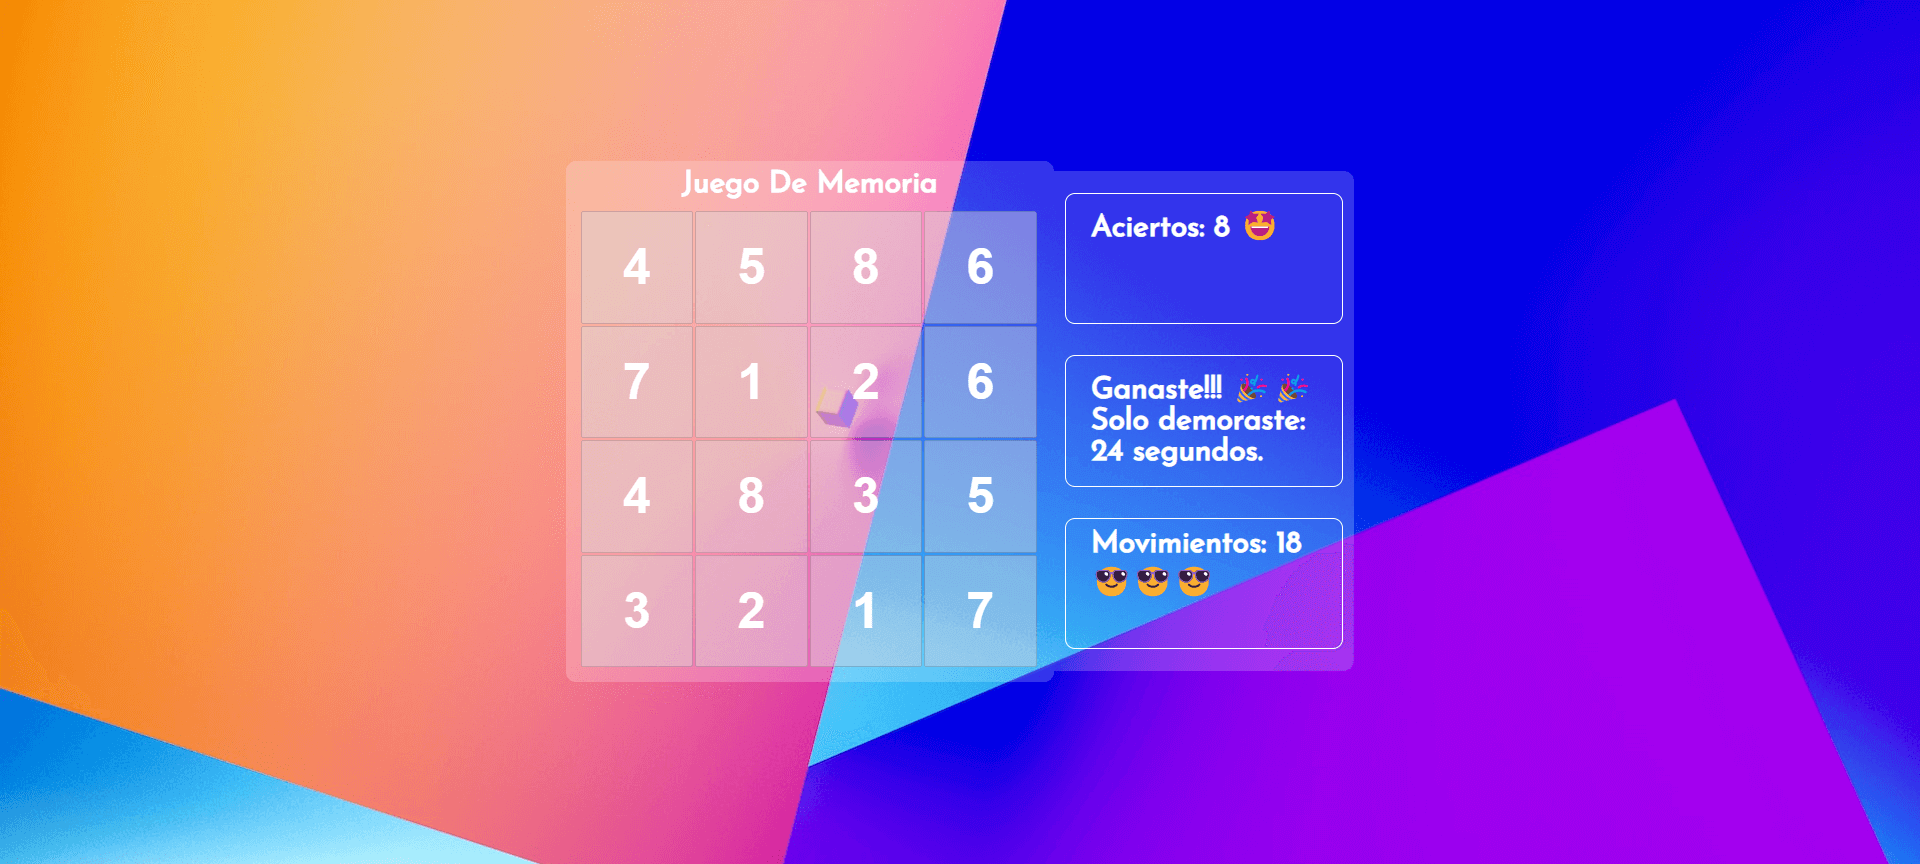 Juego De Memoria
4 5 8 6
7 1 2 6
4 8 3 5
3 2 1 7
Aciertos: 8 🤩
Ganaste!!! 🎉 🎉
Solo demoraste:
24 segundos.
Movimientos: 18
😎 😎 😎